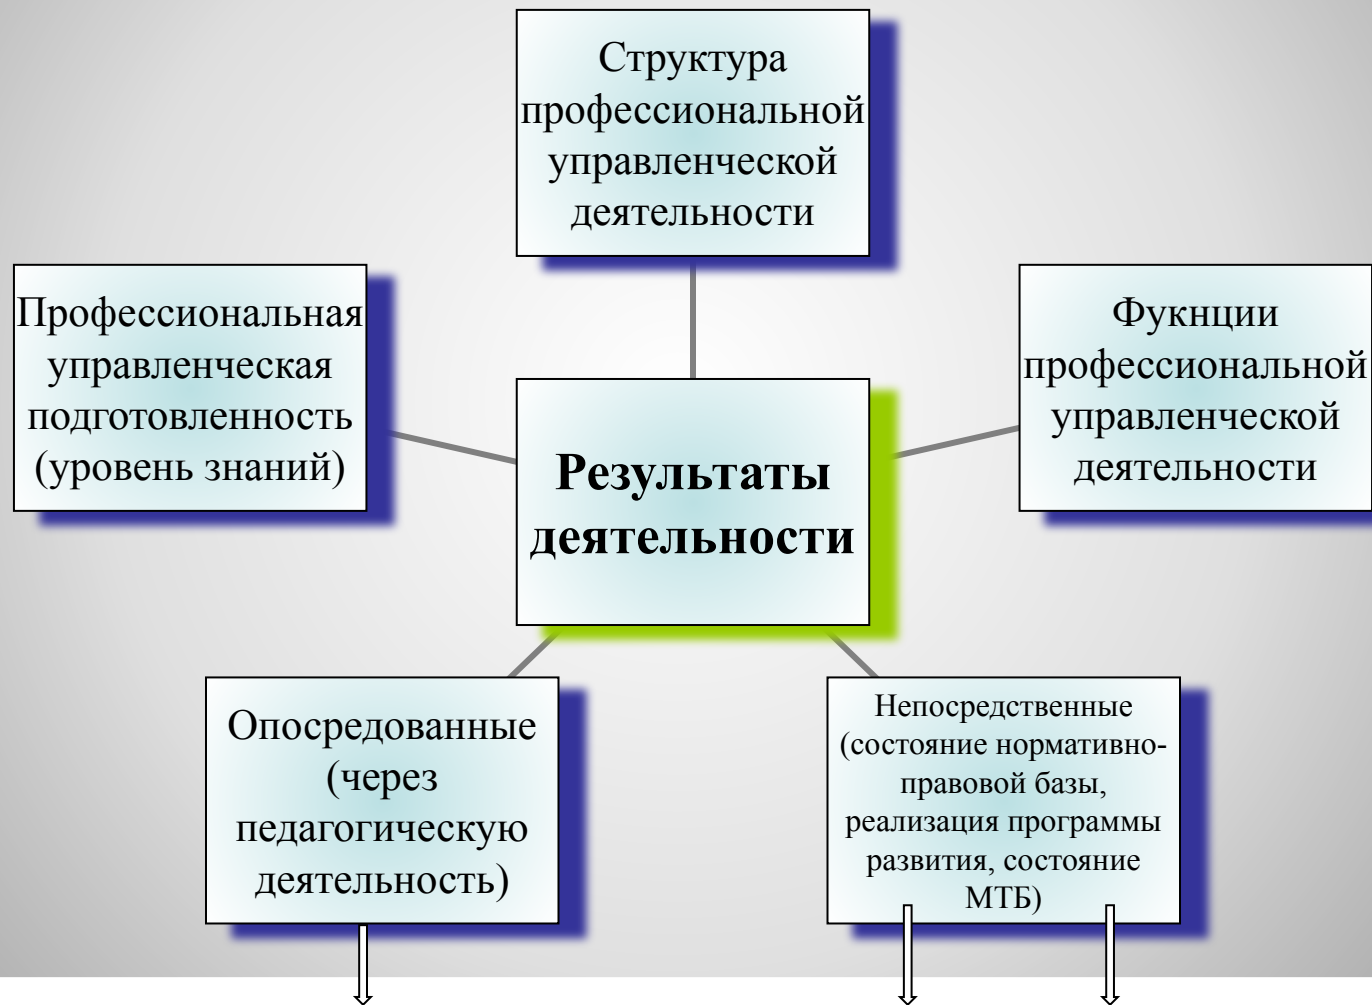 Структура
профессиональной
управленческой
деятельности
Профессиональная
управленческая
подготовленность
(уровень знаний)
Фукнции
профессиональной
управленческой
деятельности
Результаты
деятельности
Опосредованные
(через
педагогическую
деятельность)
Непосредственные
(состояние нормативно-
правовой базы,
реализация программы
развития, состояние
МТБ)